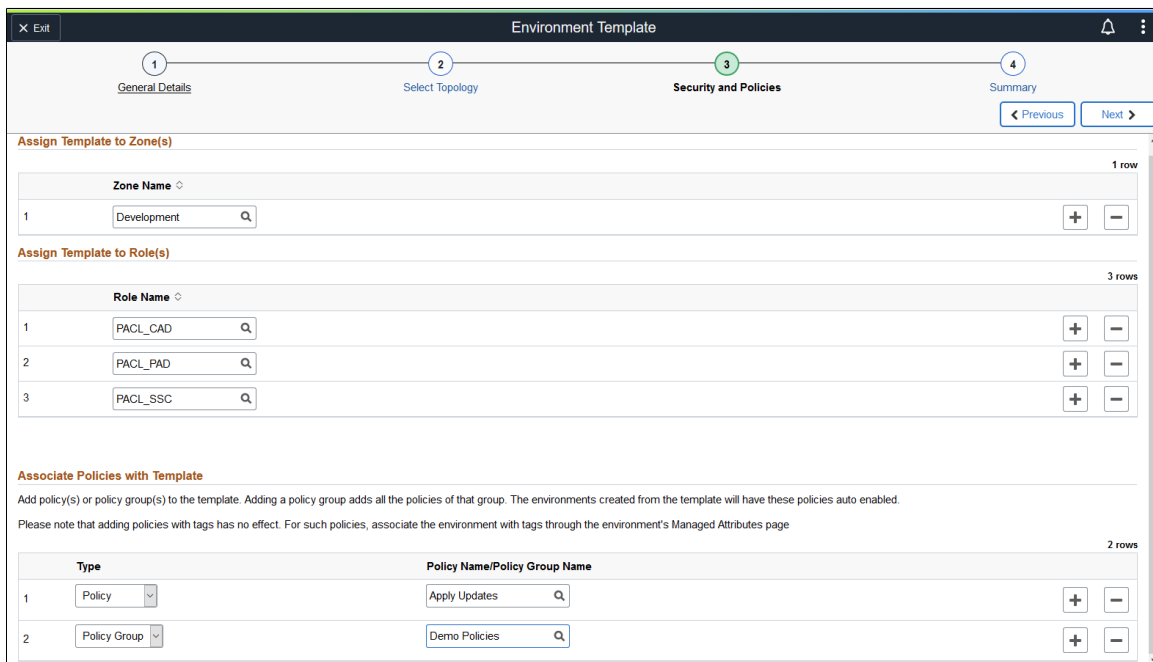 Exit
Environment Template
1
2
3
4
General Details
Select Topology
Security and Policies
Summary
Previous
Next
Assign Template to Zone(s)
1 row
Zone Name
1
Development
Assign Template to Role(s)
3 rows
Role Name
1
PACL_CAD
2
PACL_PAD
3
PACL_SSC
Associate Policies with Template
Add policy(s) or policy group(s) to the template. Adding a policy group adds all the policies of that group. The environments created from the template will have these policies auto enabled.
Please note that adding policies with tags has no effect. For such policies, associate the environment with tags through the environment's Managed Attributes page
2 rows
Type
Policy Name/Policy Group Name
1
Policy
Apply Updates
2
Policy Group
Demo Policies